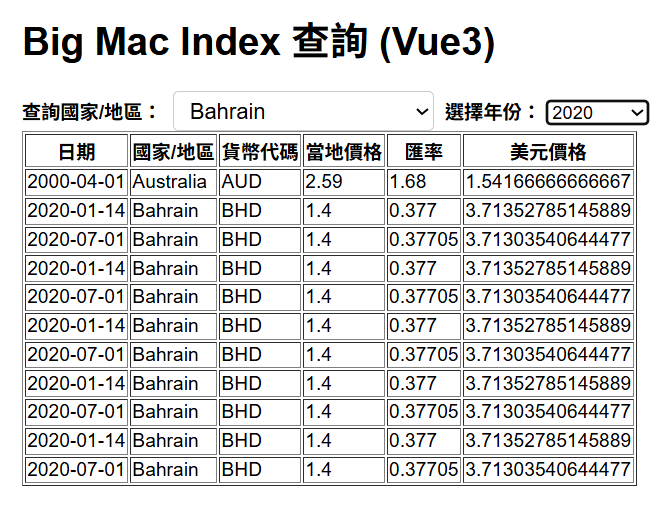 Big Mac Index 查詢 (Vue3)
查詢國家/地區： Bahrain 選擇年份： 2020
日期 國家/地區 貨幣代碼 當地價格 匯率 美元價格
2000-04-01 Australia AUD 2.59 1.68 1.54166666666667
2020-01-14 Bahrain BHD 1.4 0.377 3.71352785145889
2020-07-01 Bahrain BHD 1.4 0.37705 3.71303540644477
2020-01-14 Bahrain BHD 1.4 0.377 3.71352785145889
2020-07-01 Bahrain BHD 1.4 0.37705 3.71303540644477
2020-01-14 Bahrain BHD 1.4 0.377 3.71352785145889
2020-07-01 Bahrain BHD 1.4 0.37705 3.71303540644477
2020-01-14 Bahrain BHD 1.4 0.377 3.71352785145889
2020-07-01 Bahrain BHD 1.4 0.37705 3.71303540644477
2020-01-14 Bahrain BHD 1.4 0.377 3.71352785145889
2020-07-01 Bahrain BHD 1.4 0.37705 3.71303540644477